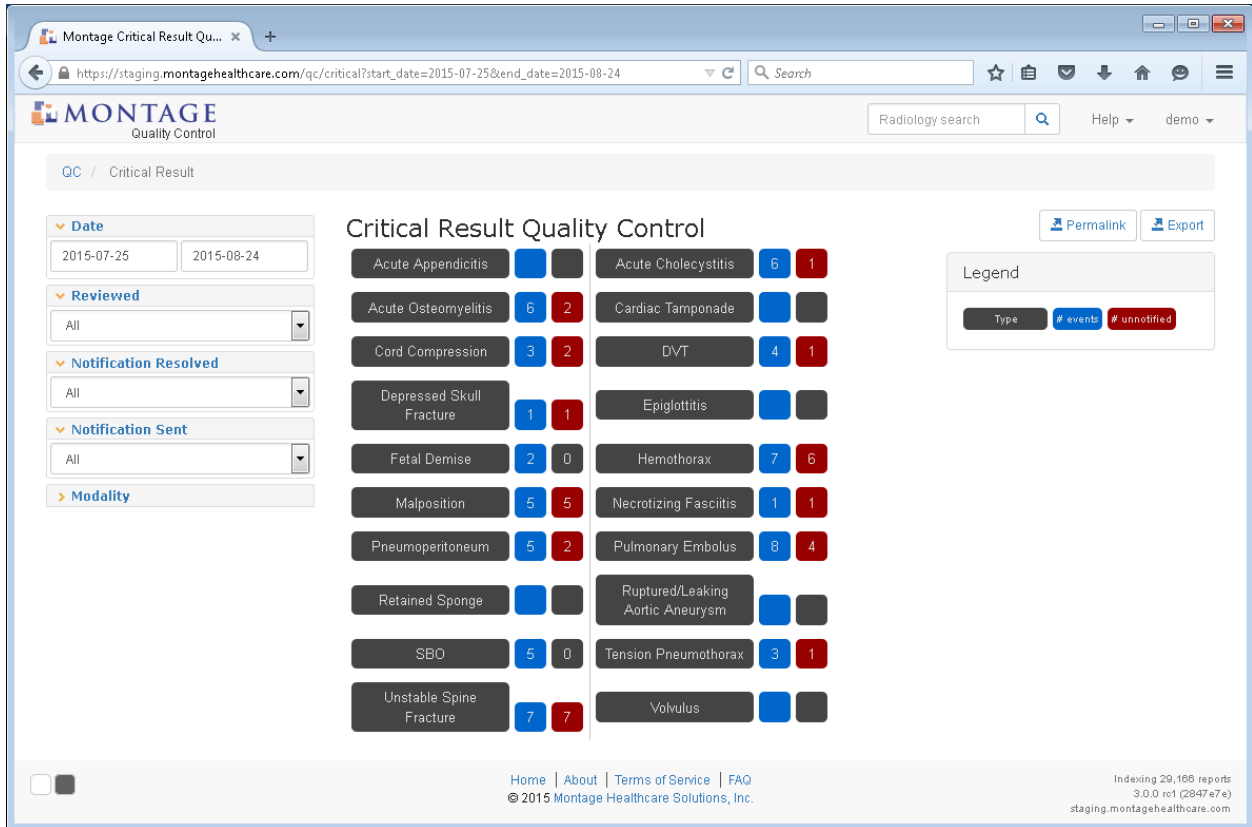 Montage Critical Result Qu...
https://staging.montagehealthcare.com/qc/critical?start_date=2015-07-25&end_date=2015-08-24
Search
MONTAGE
Quality Control
Radiology search
Help
demo
QC / Critical Result
Date
2015-07-25 2015-08-24
Reviewed
All
Notification Resolved
All
Notification Sent
All
Modality
Critical Result Quality Control
Acute Appendicitis
Acute Cholecystitis 6 1
Acute Osteomyelitis 6 2
Cardiac Tamponade
Cord Compression 3 2
DVT 4 1
Depressed Skull
Fracture 1 1
Epiglottitis
Fetal Demise 2 0
Hemothorax 7 6
Malposition 5 5
Necrotizing Fasciitis 1 1
Pneumoperitoneum 5 2
Pulmonary Embolus 8 4
Retained Sponge
Ruptured/Leaking
Aortic Aneurysm
SBO 5 0
Tension Pneumothorax 3 1
Unstable Spine
Fracture 7 7
Volvulus
Permalink
Export
Legend
Type # events # unnotified
Home | About | Terms of Service | FAQ
© 2015 Montage Healthcare Solutions, Inc.
Indexing 29,166 reports
3.0.0 rc1 (2847e7e)
staging.montagehealthcare.com